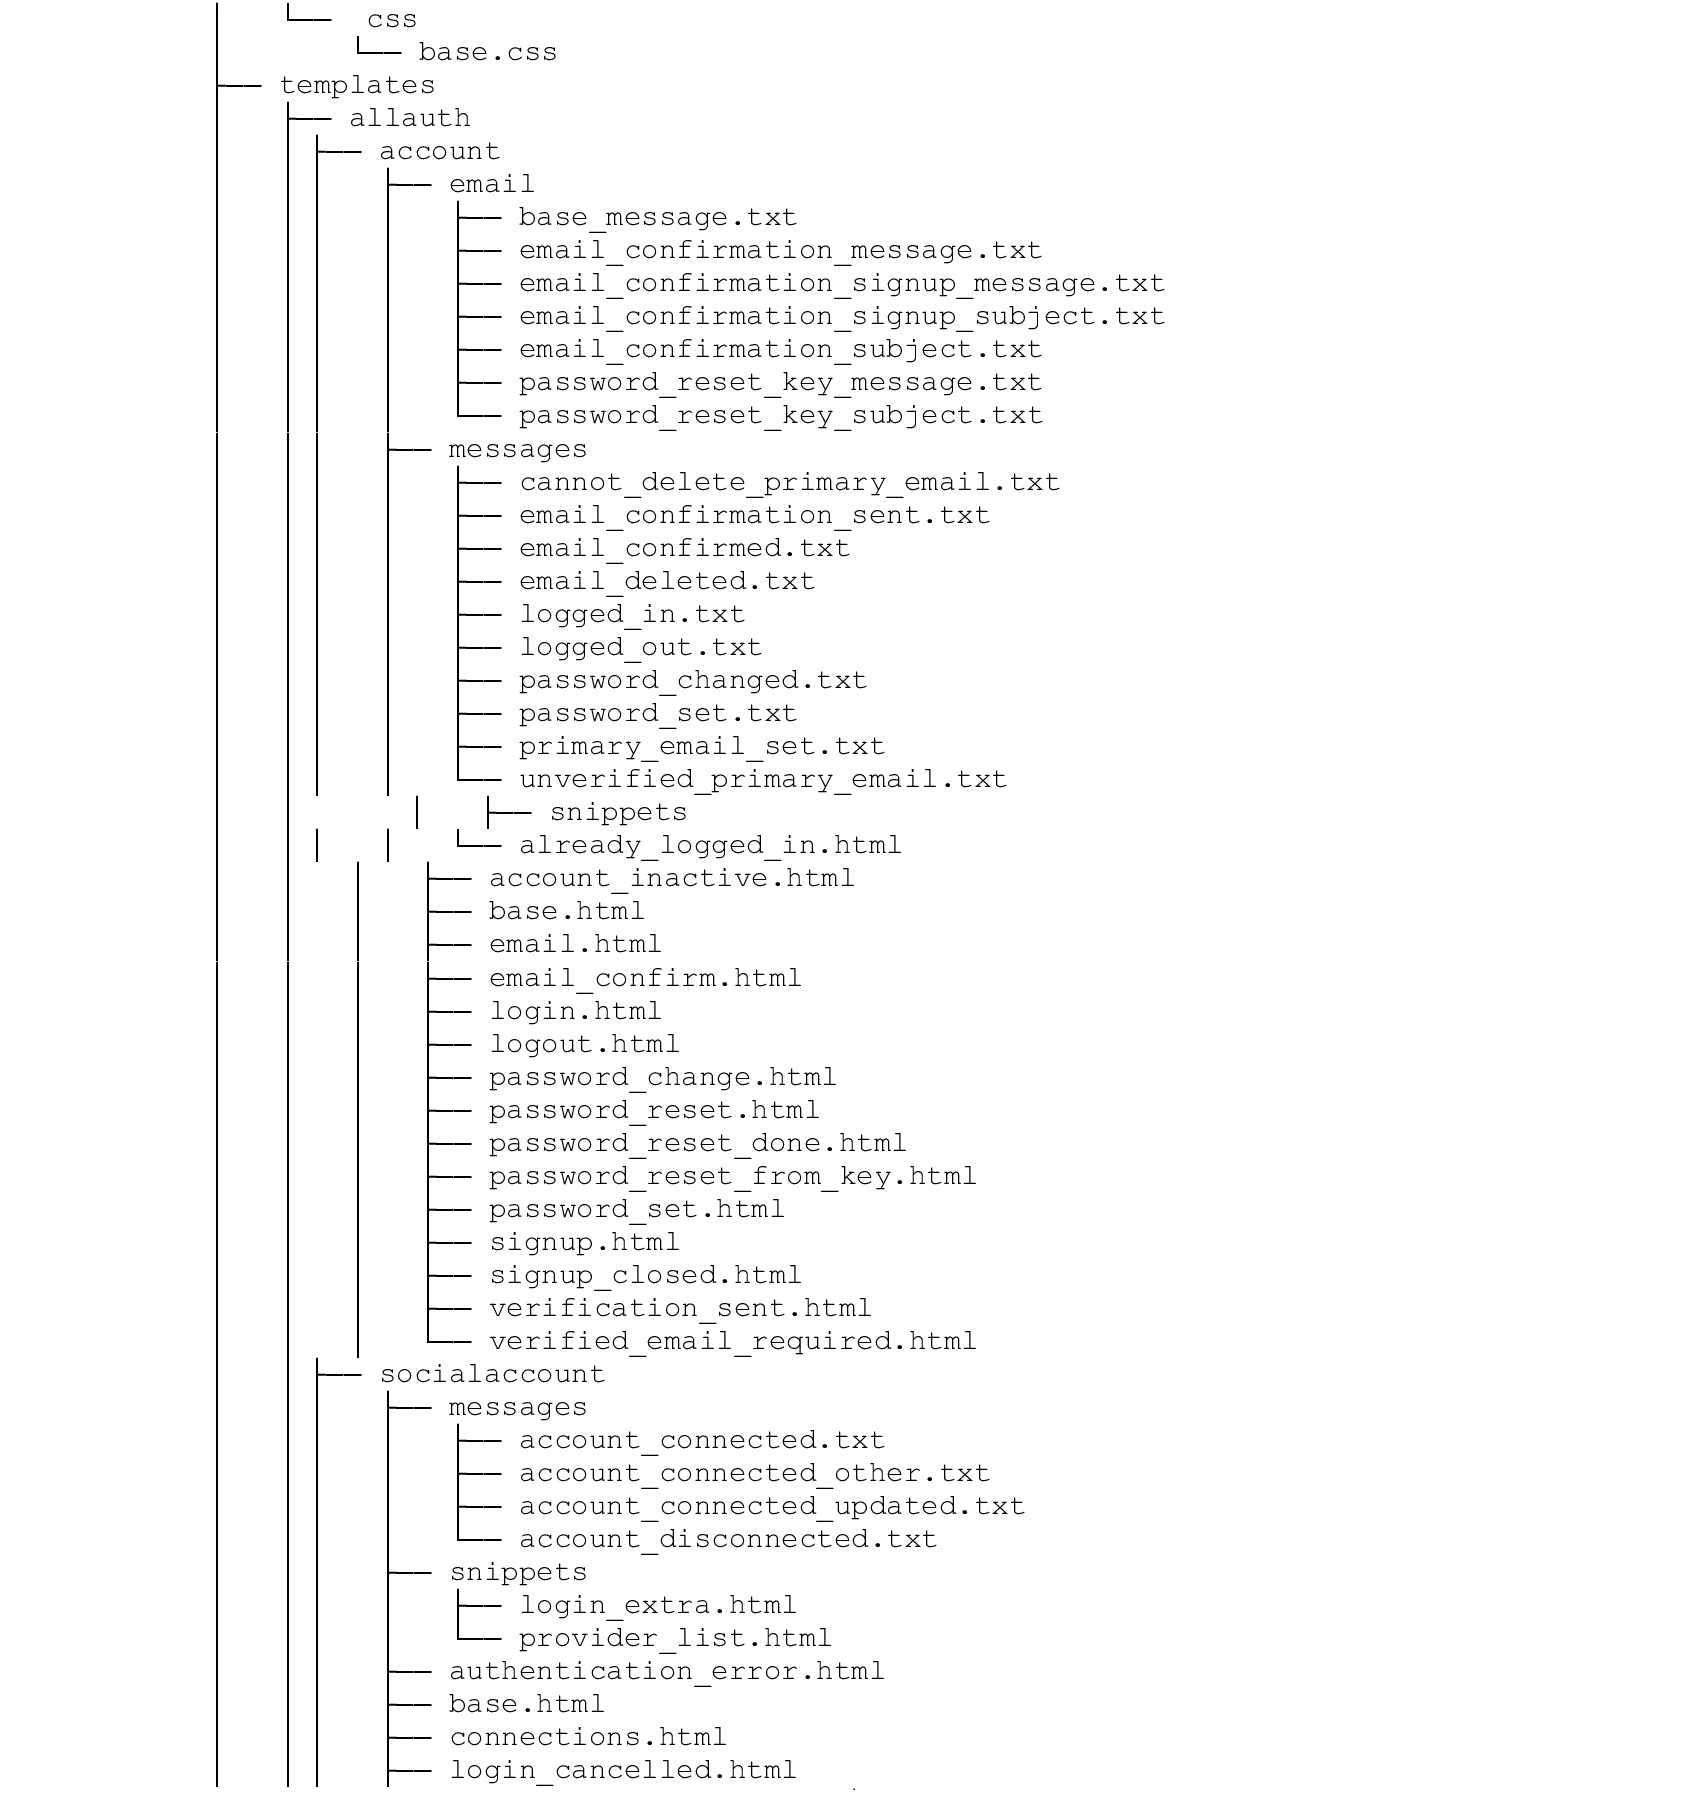 │   └──  css
│       └── base.css
├── templates
│   ├── allauth
│   │ ├── account
│   │ │   ├── email
│   │ │   │   ├── base_message.txt
│   │ │   │   ├── email_confirmation_message.txt
│   │ │   │   ├── email_confirmation_signup_message.txt
│   │ │   │   ├── email_confirmation_signup_subject.txt
│   │ │   │   ├── email_confirmation_subject.txt
│   │ │   │   ├── password_reset_key_message.txt
│   │ │   │   └── password_reset_key_subject.txt
│   │ │   ├── messages
│   │ │   │   ├── cannot_delete_primary_email.txt
│   │ │   │   ├── email_confirmation_sent.txt
│   │ │   │   ├── email_confirmed.txt
│   │ │   │   ├── email_deleted.txt
│   │ │   │   ├── logged_in.txt
│   │ │   │   ├── logged_out.txt
│   │ │   │   ├── password_changed.txt
│   │ │   │   ├── password_set.txt
│   │ │   │   ├── primary_email_set.txt
│   │ │   │   └── unverified_primary_email.txt
│   │       │   ├── snippets
│   │ │   │   └── already_logged_in.html
│   │   │   ├── account_inactive.html
│   │   │   ├── base.html
│   │   │   ├── email.html
│   │   │   ├── email_confirm.html
│   │   │   ├── login.html
│   │   │   ├── logout.html
│   │   │   ├── password_change.html
│   │   │   ├── password_reset.html
│   │   │   ├── password_reset_done.html
│   │   │   ├── password_reset_from_key.html
│   │   │   ├── password_set.html
│   │   │   ├── signup.html
│   │   │   ├── signup_closed.html
│   │   │   ├── verification_sent.html
│   │   │   └── verified_email_required.html
│   │ ├── socialaccount
│   │ │   ├── messages
│   │ │   │   ├── account_connected.txt
│   │ │   │   ├── account_connected_other.txt
│   │ │   │   ├── account_connected_updated.txt
│   │ │   │   └── account_disconnected.txt
│   │ │   ├── snippets
│   │ │   │   ├── login_extra.html
│   │ │   │   └── provider_list.html
│   │ │   ├── authentication_error.html
│   │ │   ├── base.html
│   │ │   ├── connections.html
│   │ │   ├── login_cancelled.html